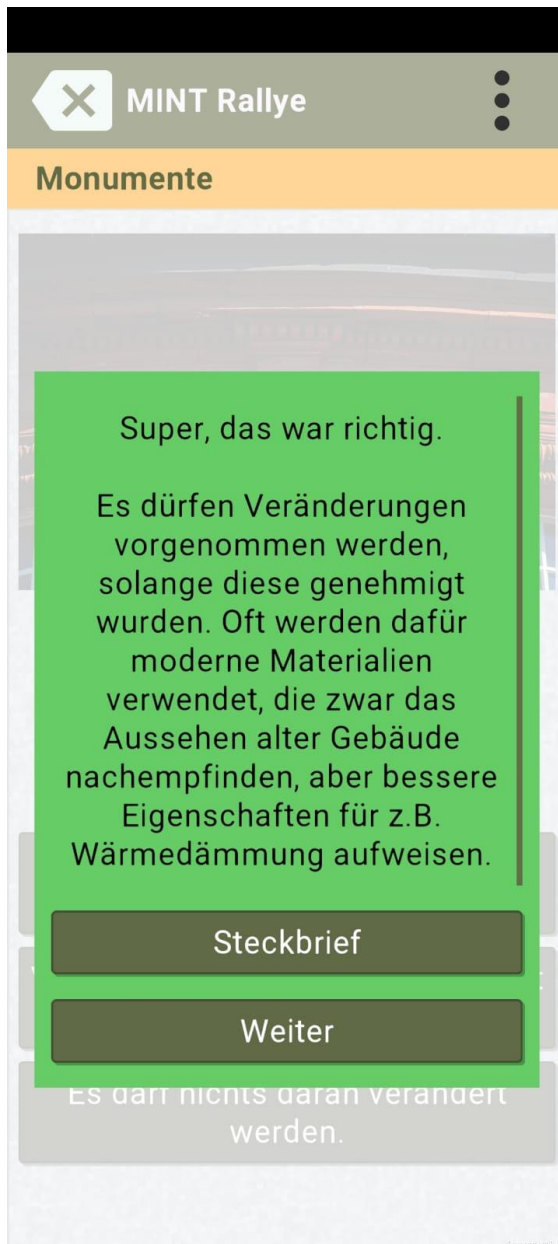 MINT Rallye
Monumente
Super, das war richtig.
Es dürfen Veränderungen
vorgenommen werden,
solange diese genehmigt
wurden. Oft werden dafür
moderne Materialien
verwendet, die zwar das
Aussehen alter Gebäude
nachempfinden, aber bessere
Eigenschaften für z.B.
Wärmedämmung aufweisen.
Steckbrief
Weiter
Es darf nichts daran verändert
werden.